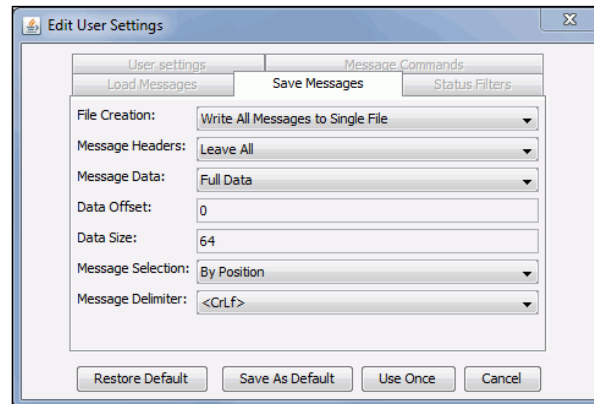 Edit User Settings
User settings Message Commands
Load Messages Save Messages Status Filters
File Creation: Write All Messages to Single File
Message Headers: Leave All
Message Data: Full Data
Data Offset: 0
Data Size: 64
Message Selection: By Position
Message Delimiter: <CrLf>
Restore Default Save As Default Use Once Cancel